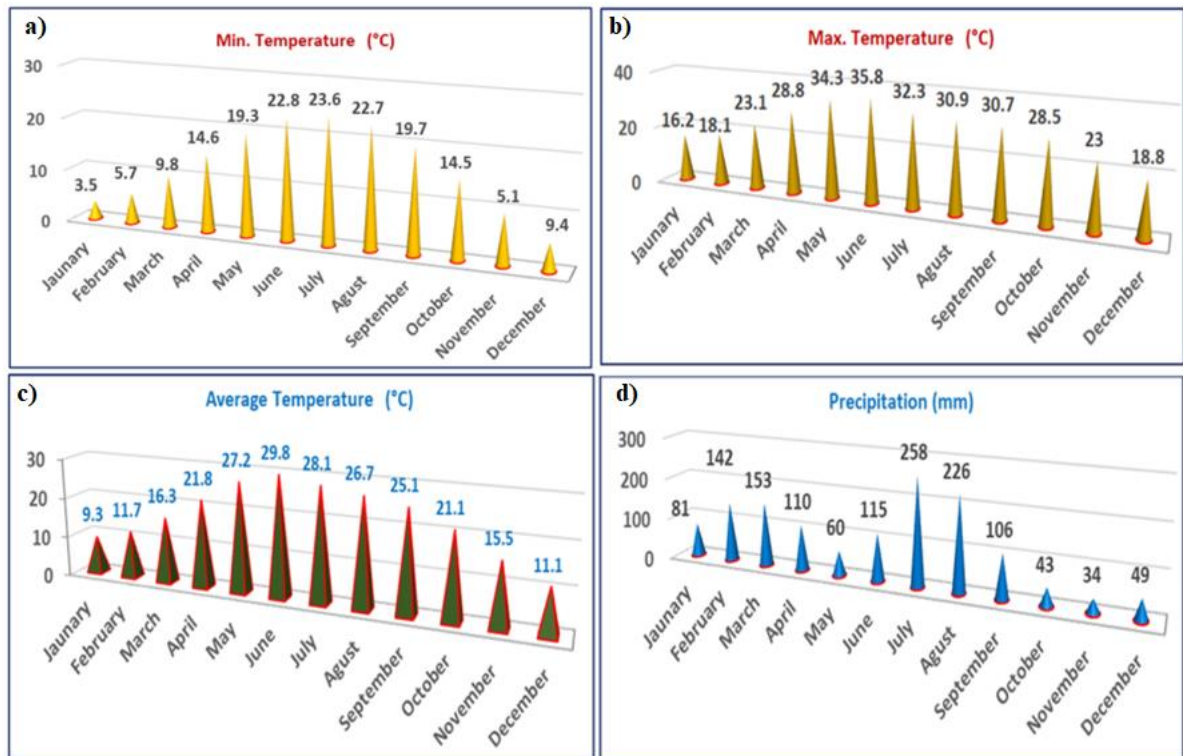 a)
Min. Temperature (°C)
30
20
10
0
3.5
5.7
9.8
14.6
19.3
22.8
23.6
22.7
19.7
14.5
5.1
9.4
Jaunary
February
March
April
May
June
July
Agust
September
October
November
December
b)
Max. Temperature (°C)
40
20
0
16.2
18.1
23.1
28.8
34.3
35.8
32.3
30.9
30.7
28.5
23
18.8
Jaunary
February
March
April
May
June
July
Agust
September
October
November
December
c)
Average Temperature (°C)
30
20
10
0
9.3
11.7
16.3
21.8
27.2
29.8
28.1
26.7
25.1
21.1
15.5
11.1
Jaunary
February
March
April
May
June
July
Agust
September
October
November
December
d)
Precipitation (mm)
300
200
100
0
81
142
153
110
60
115
258
226
106
43
34
49
Jaunary
February
March
April
May
June
July
Agust
September
October
November
December